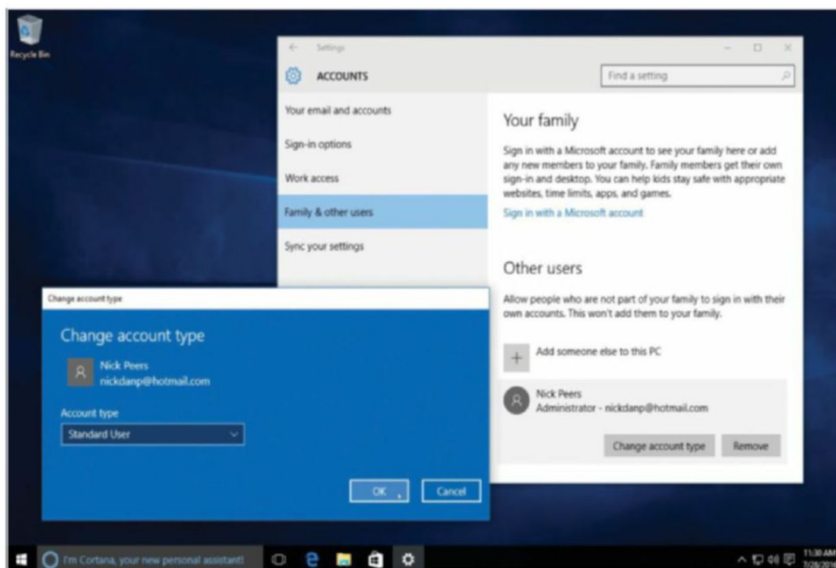 Recycle Bin
Settings
ACCOUNTS
Find a setting
Your email and accounts
Sign-in options
Work access
Family & other users
Sync your settings
Your family
Sign in with a Microsoft account to see your family here or add
any new members to your family. Family members get their own
sign-in and desktop. You can help kids stay safe with appropriate
websites, time limits, apps, and games.
Sign in with a Microsoft account
Other users
Allow people who are not part of your family to sign in with their
own accounts. This won't add them to your family.
Add someone else to this PC
Nick Peers
Administrator - nickdanp@hotmail.com
Change account type
Remove
Change account type
Change account type
Nick Peers
nickdanp@hotmail.com
Account type
Standard User
OK
Cancel
I'm Cortana, your new personal assistant!
11:30 AM